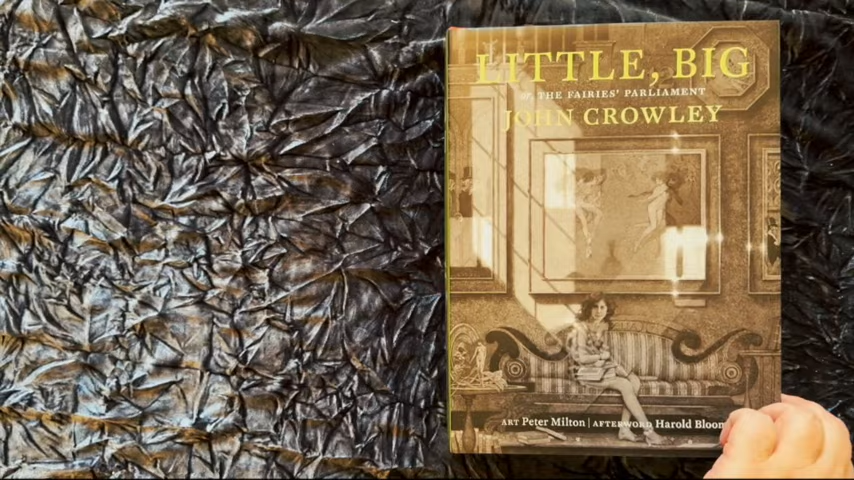 LITTLE, BIG
or, THE FAIRIES' PARLIAMENT
JOHN CROWLEY
ART Peter Milton | AFTERWORD Harold Bloom